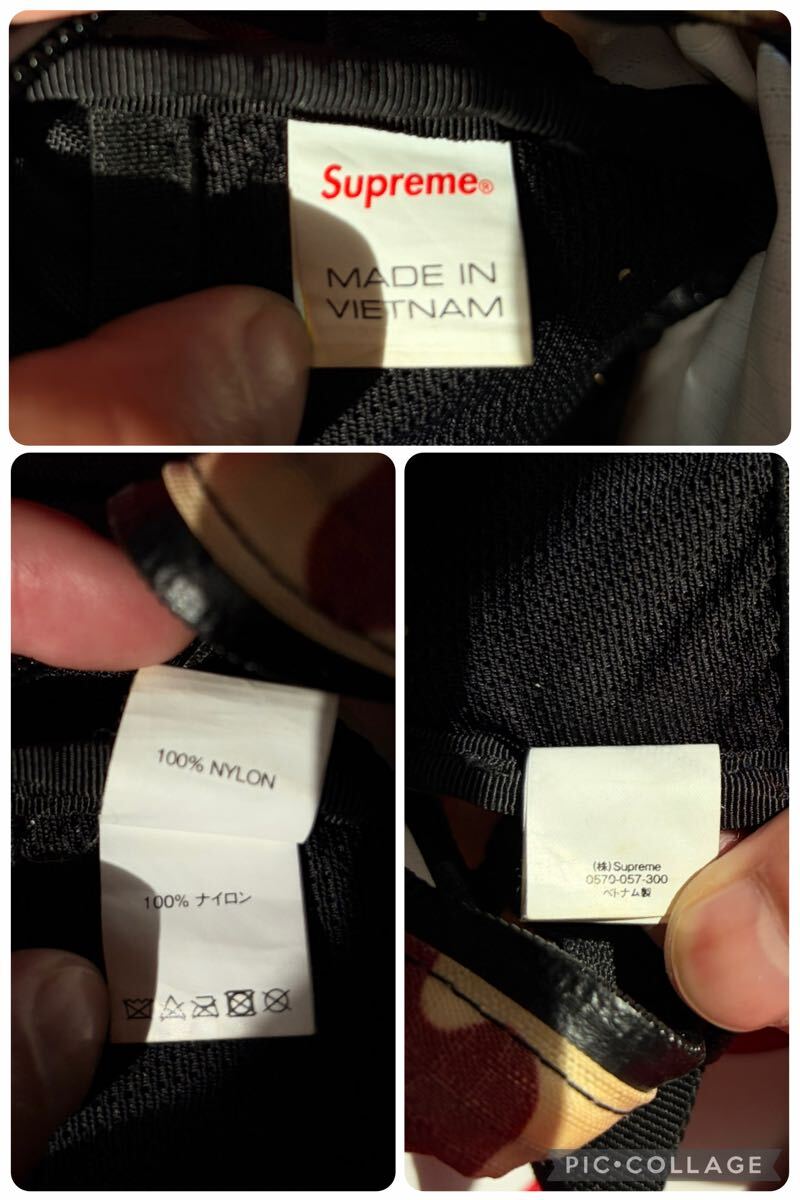 Supreme®
MADE IN
VIETNAM
100% NYLON
100% ナイロン
(株)Supreme
0570-057-300
ベトナム製
PIC•COLLAGE